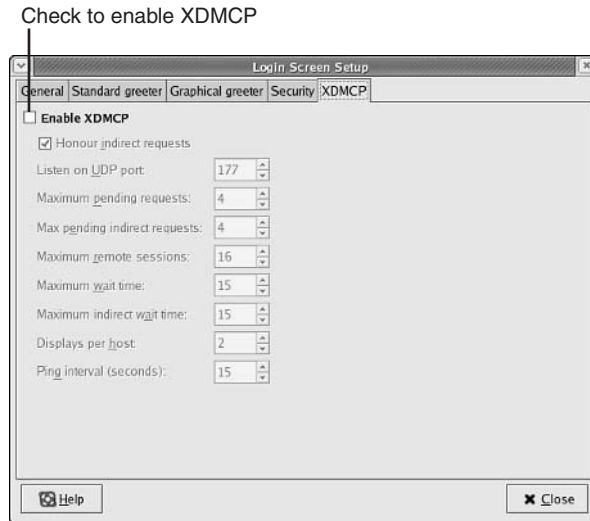 Check to enable XDMCP
Login Screen Setup
General Standard greeter Graphical greeter Security XDMCP
Enable XDMCP
Honour indirect requests
Listen on UDP port: 177
Maximum pending requests: 4
Max pending indirect requests: 4
Maximum remote sessions: 16
Maximum wait time: 15
Maximum indirect wait time: 15
Displays per host: 2
Ping interval (seconds): 15
Help Close